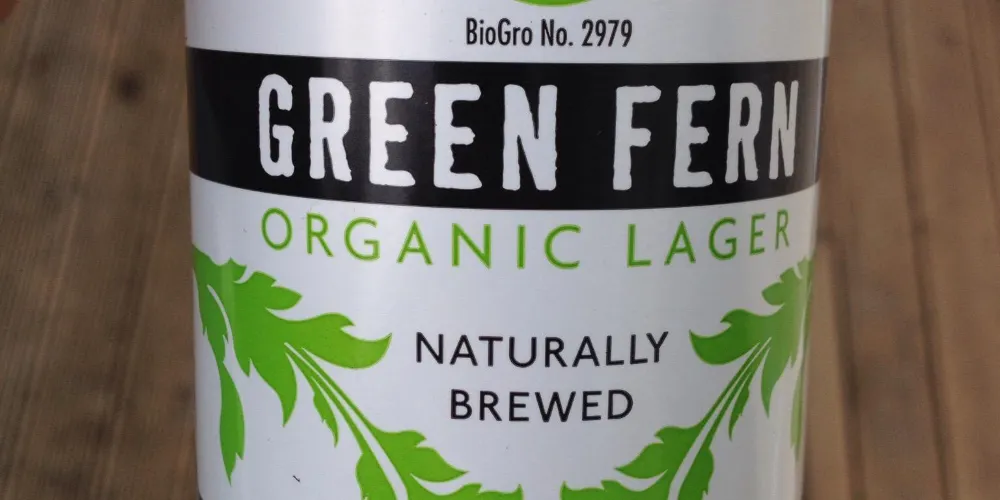 BioGro No. 2979
GREEN FERN
ORGANIC LAGER
NATURALLY
BREWED